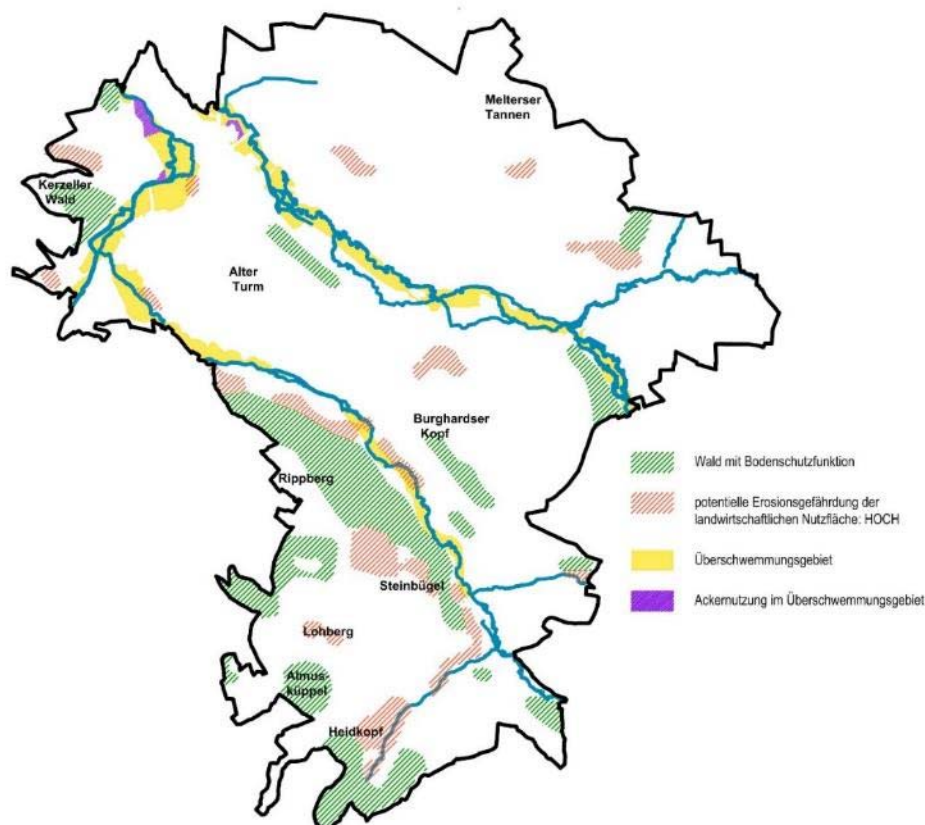 Melterser
Tannen
Kerzeller
Wald
Alter
Turm
Burghardser
Kopf
Rippberg
Steinbügel
Lohberg
Almus-
küppel
Heidkopf
Wald mit Bodenschutzfunktion
potentielle Erosionsgefährdung der
landwirtschaftlichen Nutzfläche: HOCH
Überschwemmungsgebiet
Ackernutzung im Überschwemmungsgebiet